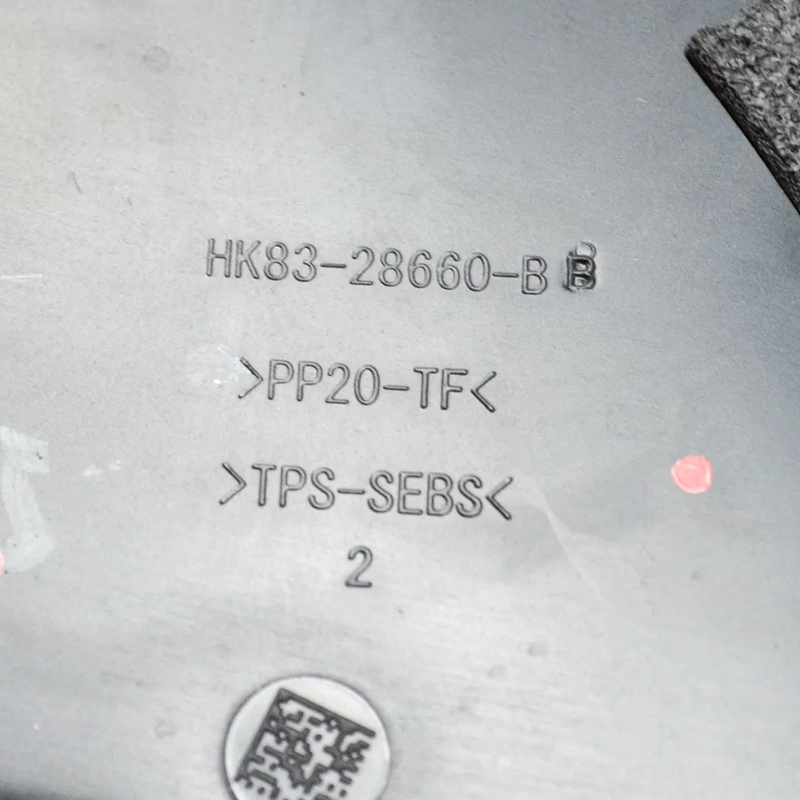 HK83-28660-B B
>PP20-TF<
>TPS-SEBS<
2